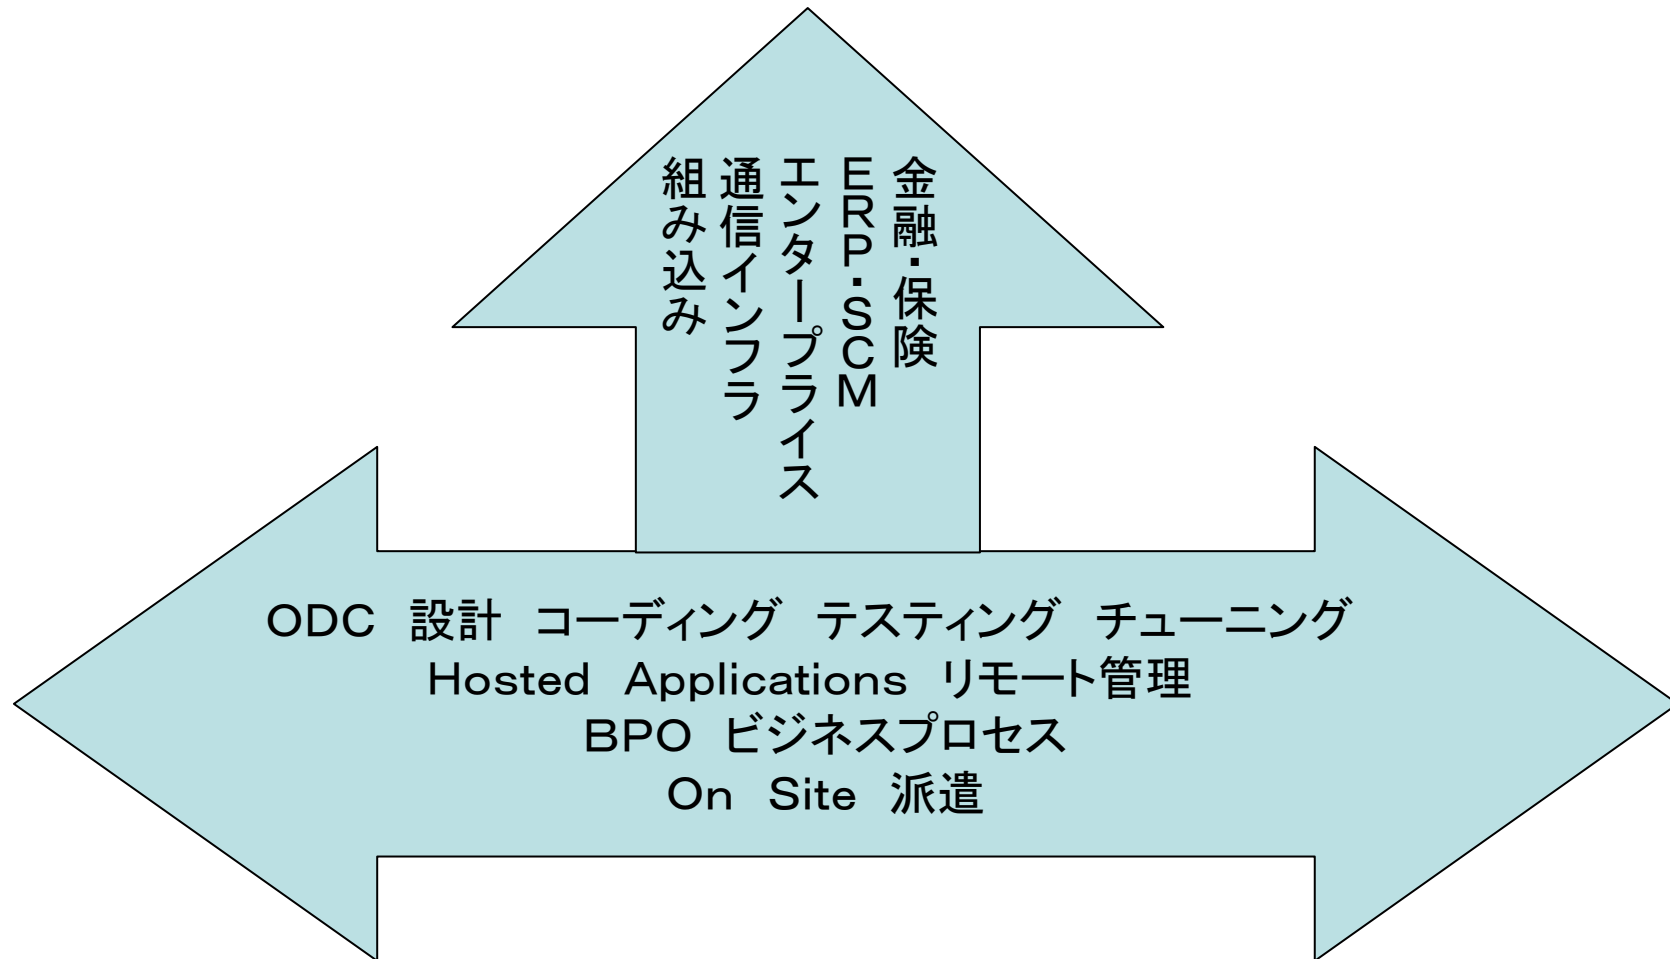 金融・保険
ERP・SCM
エンタープライス
通信インフラ
組み込み
ODC 設計 コーディング テスティング チューニング
Hosted Applications リモート管理
BPO ビジネスプロセス
On Site 派遣